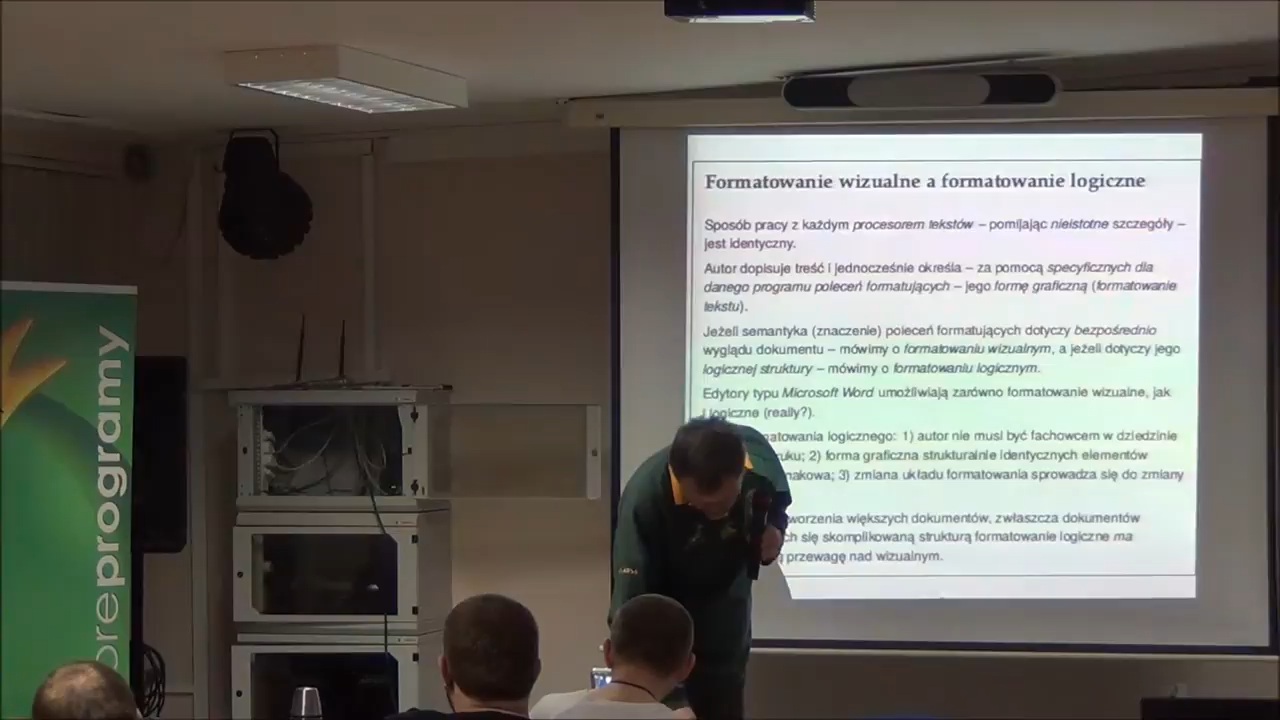 Formatowanie wizualne a formatowanie logiczne
Sposób pracy z każdym procesorem tekstów – pomijając nieistotne szczegóły –
jest identyczny.
Autor dopisuje treść i jednocześnie określa – za pomocą specyficznych dla
danego programu poleceń formatujących – jego formę graficzną (formatowanie
tekstu).
Jeżeli semantyka (znaczenie) poleceń formatujących dotyczy bezpośrednio
wyglądu dokumentu – mówimy o formatowaniu wizualnym, a jeżeli dotyczy jego
logicznej struktury – mówimy o formatowaniu logicznym.
Edytory typu Microsoft Word umożliwiają zarówno formatowanie wizualne, jak
i logiczne (really?).
atowania logicznego: 1) autor nie musi być fachowcem w dziedzinie
ruku; 2) forma graficzna strukturalnie identycznych elementów
nakowa; 3) zmiana układu formatowania sprowadza się do zmiany
worzenia większych dokumentów, zwłaszcza dokumentów
ch się skomplikowaną strukturą formatowanie logiczne ma
przewagę nad wizualnym.
oreprogramy